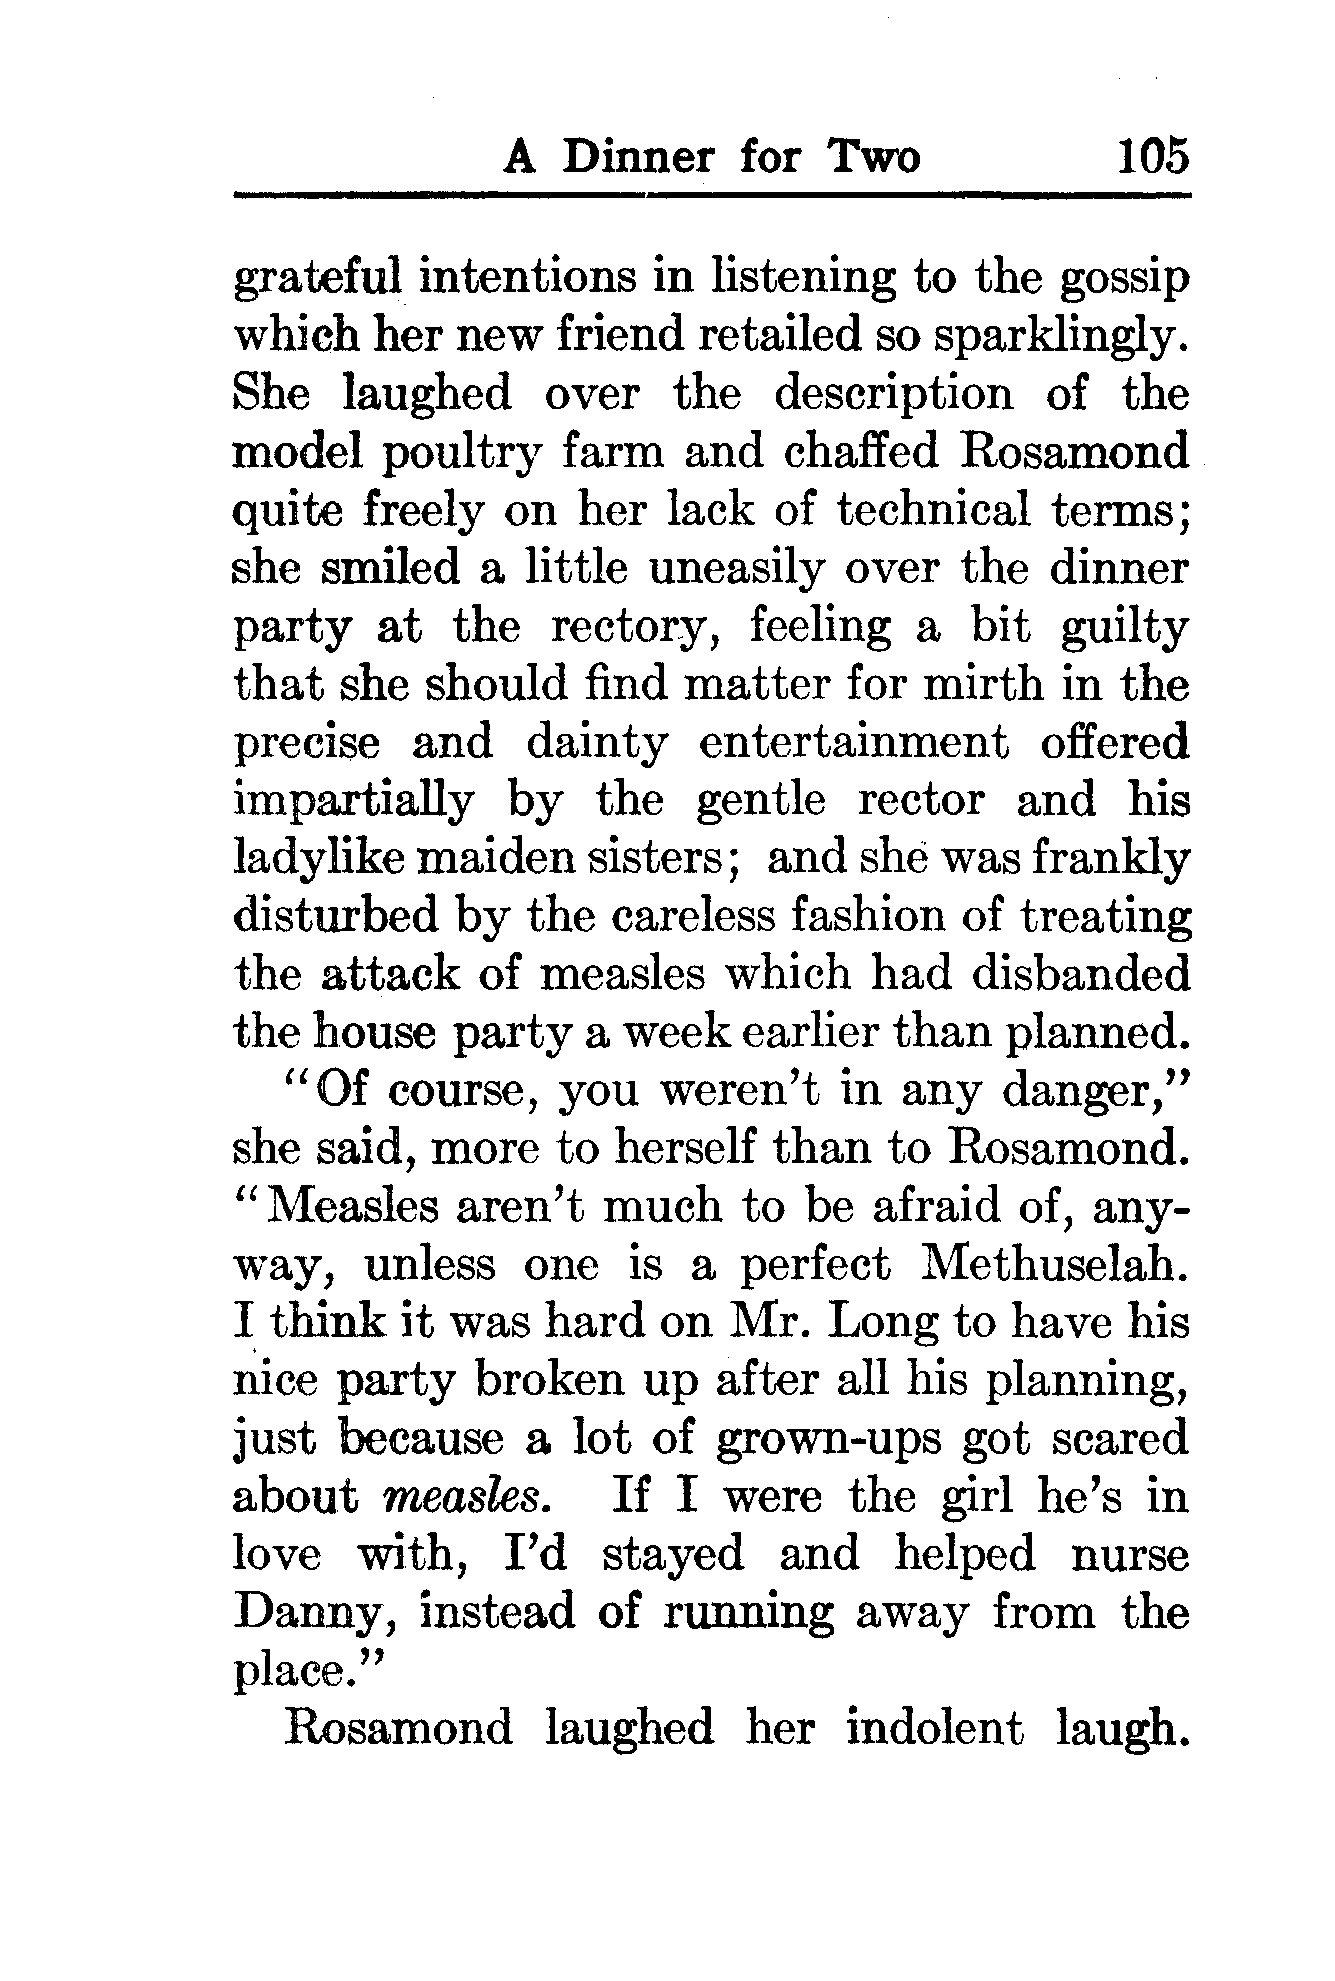 A Dinner for Two 105
grateful intentions in listening to the gossip
which her new friend retailed so sparklingly.
She laughed over the description of the
model poultry farm and chaffed Rosamond
quite freely on her lack of technical terms;
she smiled a little uneasily over the dinner
party at the rectory, feeling a bit guilty
that she should find matter for mirth in the
precise and dainty entertainment offered
impartially by the gentle rector and his
ladylike maiden sisters; and she was frankly
disturbed by the careless fashion of treating
the attack of measles which had disbanded
the house party a week earlier than planned.
“Of course, you weren’t in any danger,”
she said, more to herself than to Rosamond.
“Measles aren’t much to be afraid of, any-
way, unless one is a perfect Methuselah.
I think it was hard on Mr. Long to have his
nice party broken up after all his planning,
just because a lot of grown-ups got scared
about measles. If I were the girl he’s in
love with, I’d stayed and helped nurse
Danny, instead of running away from the
place.”
Rosamond laughed her indolent laugh.